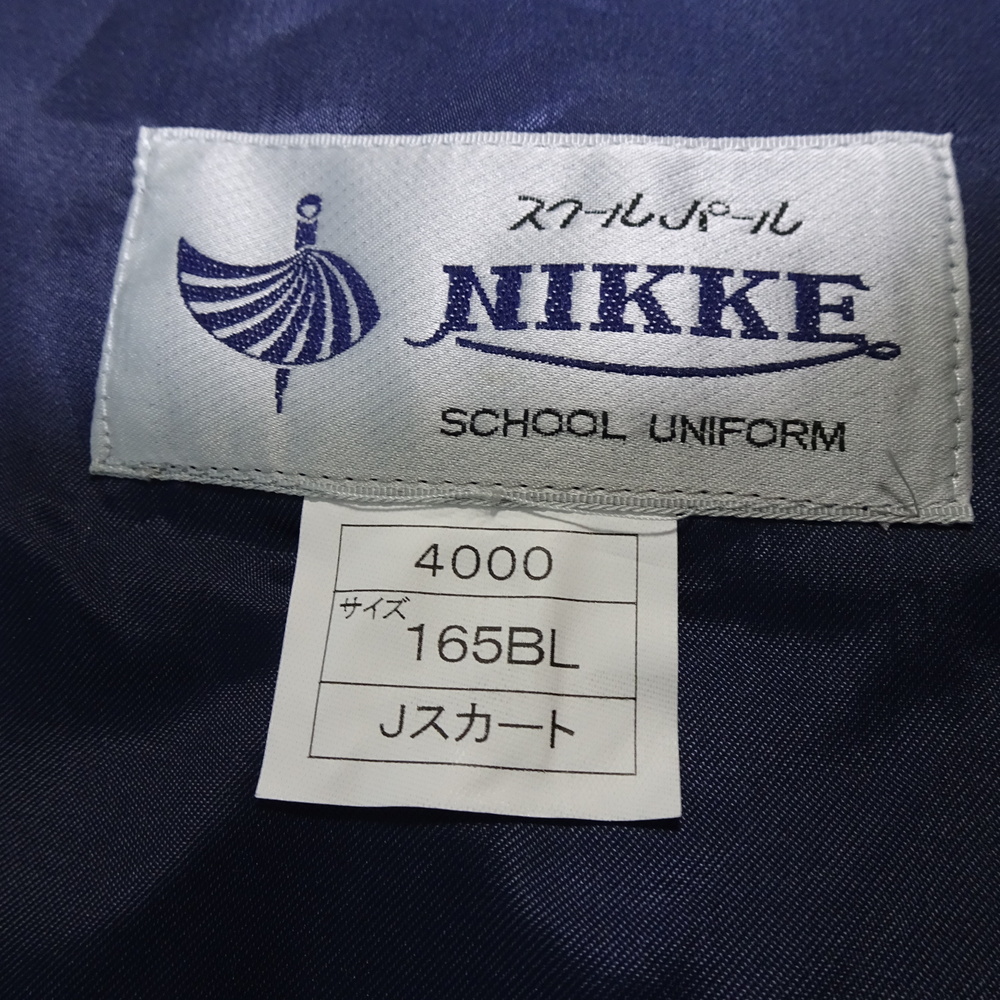 スクールパール
NIKKE
SCHOOL UNIFORM
4000
サイズ
165BL
Jスカート